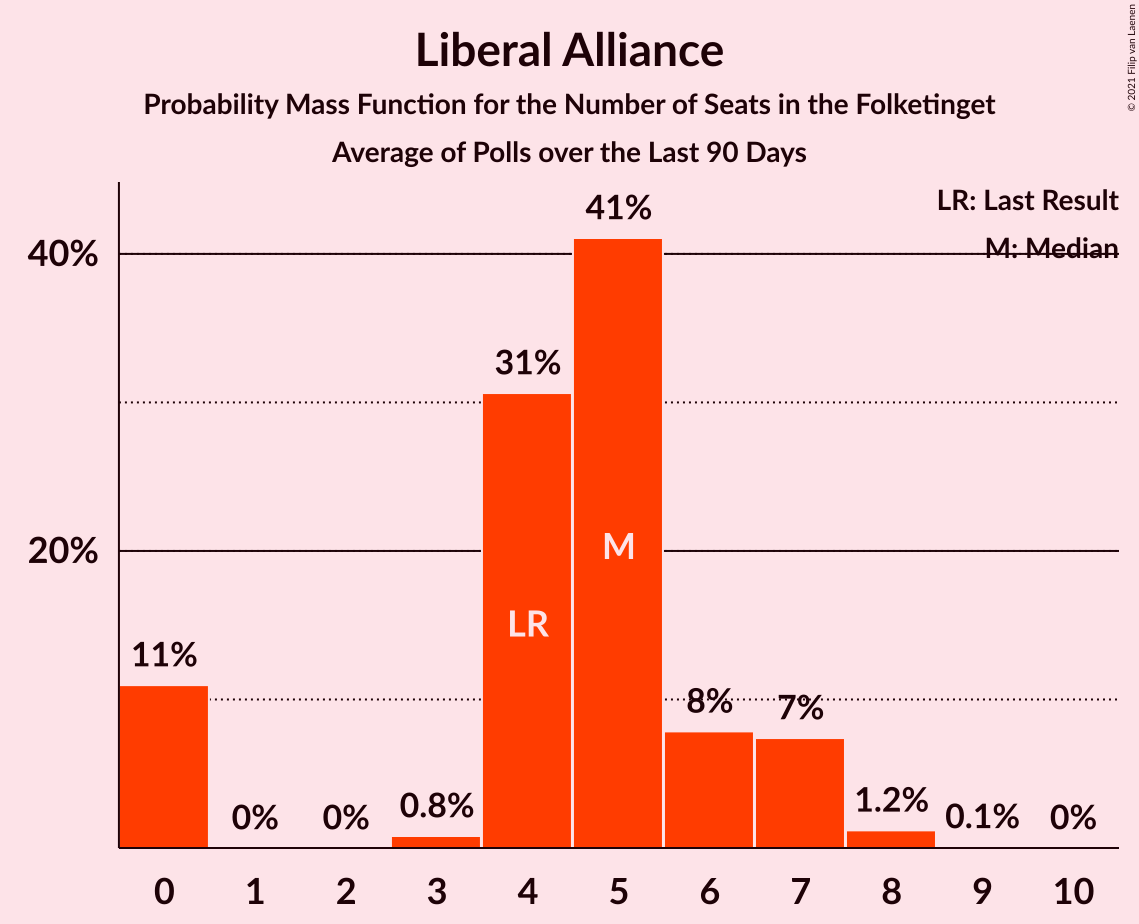 Liberal Alliance
Probability Mass Function for the Number of Seats in the Folketinget
Average of Polls over the Last 90 Days
© 2021 Filip van Laenen
LR: Last Result
M: Median
40%
20%
11%
0%
0%
0.8%
31%
41%
8%
7%
1.2%
0.1%
0%
LR
M
0 1 2 3 4 5 6 7 8 9 10